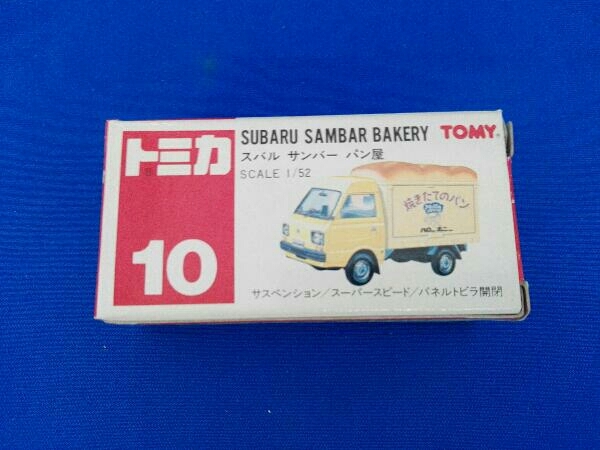 トミカ
10
SUBARU SAMBAR BAKERY TOMY
スバル サンバー パン屋
SCALE 1/52
焼きたてのパン
サスペンション/スーパースピード/パネルトビラ開閉